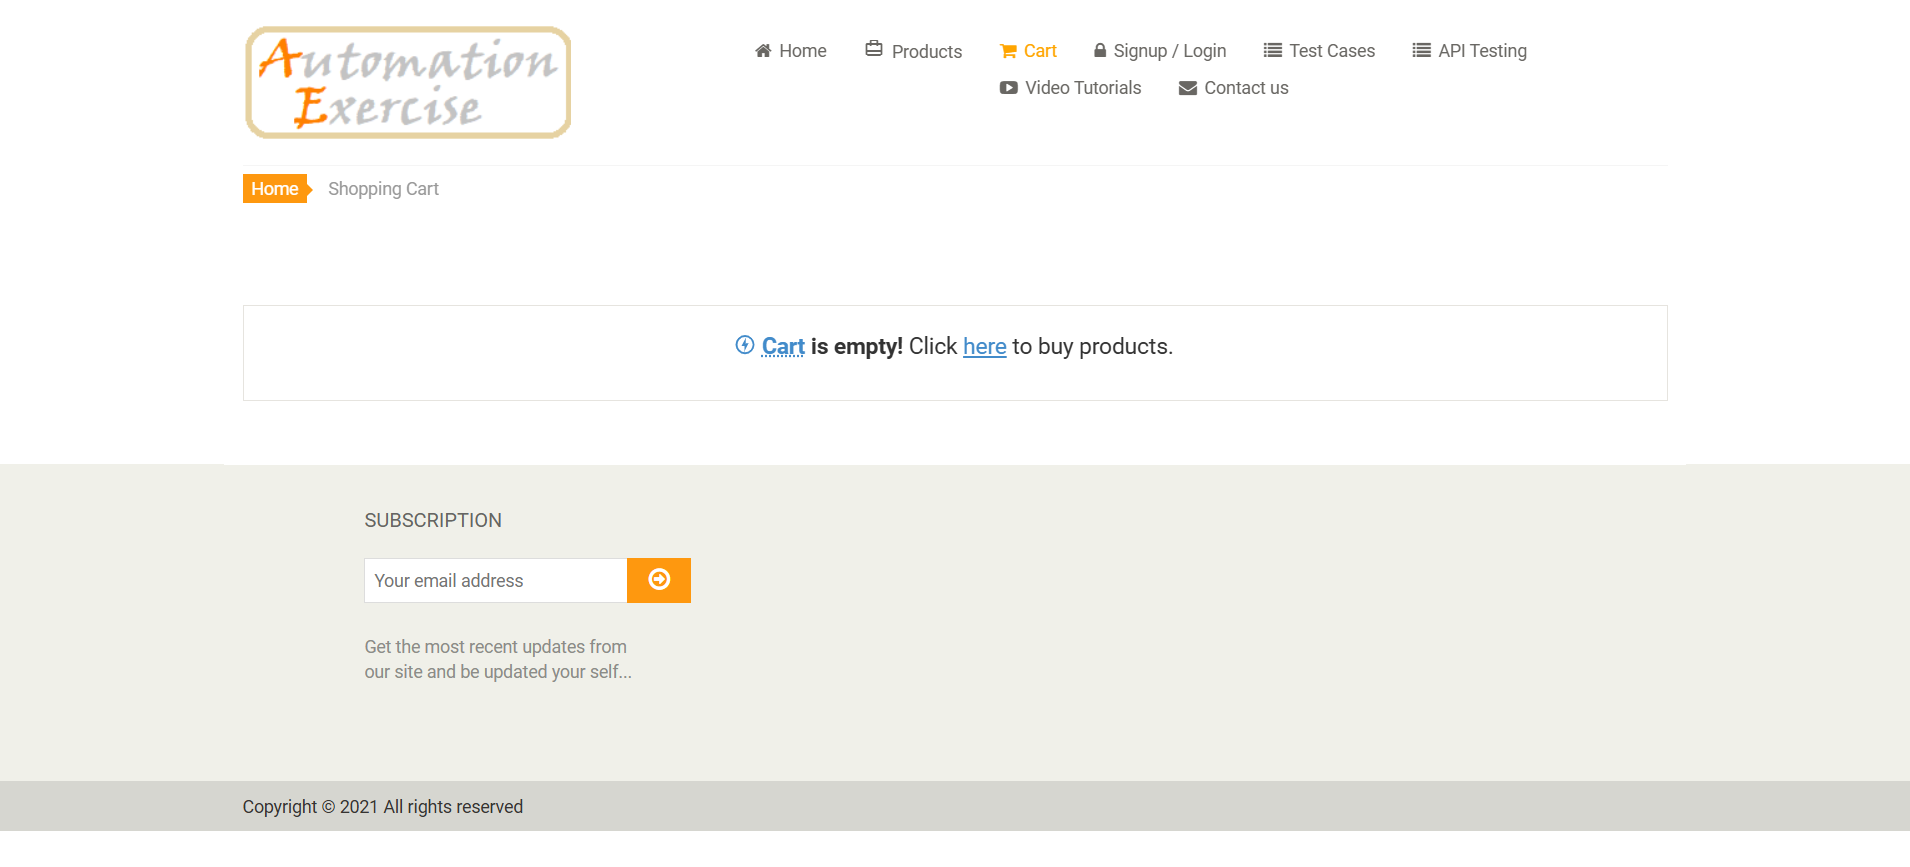 Automation
Exercise
Home Products Cart Signup / Login Test Cases API Testing
Video Tutorials Contact us
Home Shopping Cart
Cart is empty! Click here to buy products.
SUBSCRIPTION
Your email address
Get the most recent updates from
our site and be updated your self...
Copyright © 2021 All rights reserved